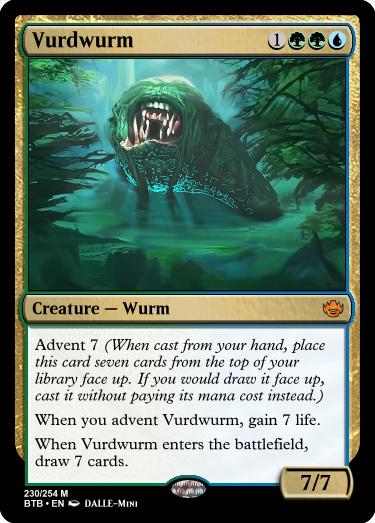 Vurdwurm 1
Creature — Wurm
Advent 7 (When cast from your hand, place
this card seven cards from the top of your
library face up. If you would draw it face up,
cast it without paying its mana cost instead.)
When you advent Vurdwurm, gain 7 life.
When Vurdwurm enters the battlefield,
draw 7 cards.
7/7
230/254 M
BTB • EN DALLE-Mini